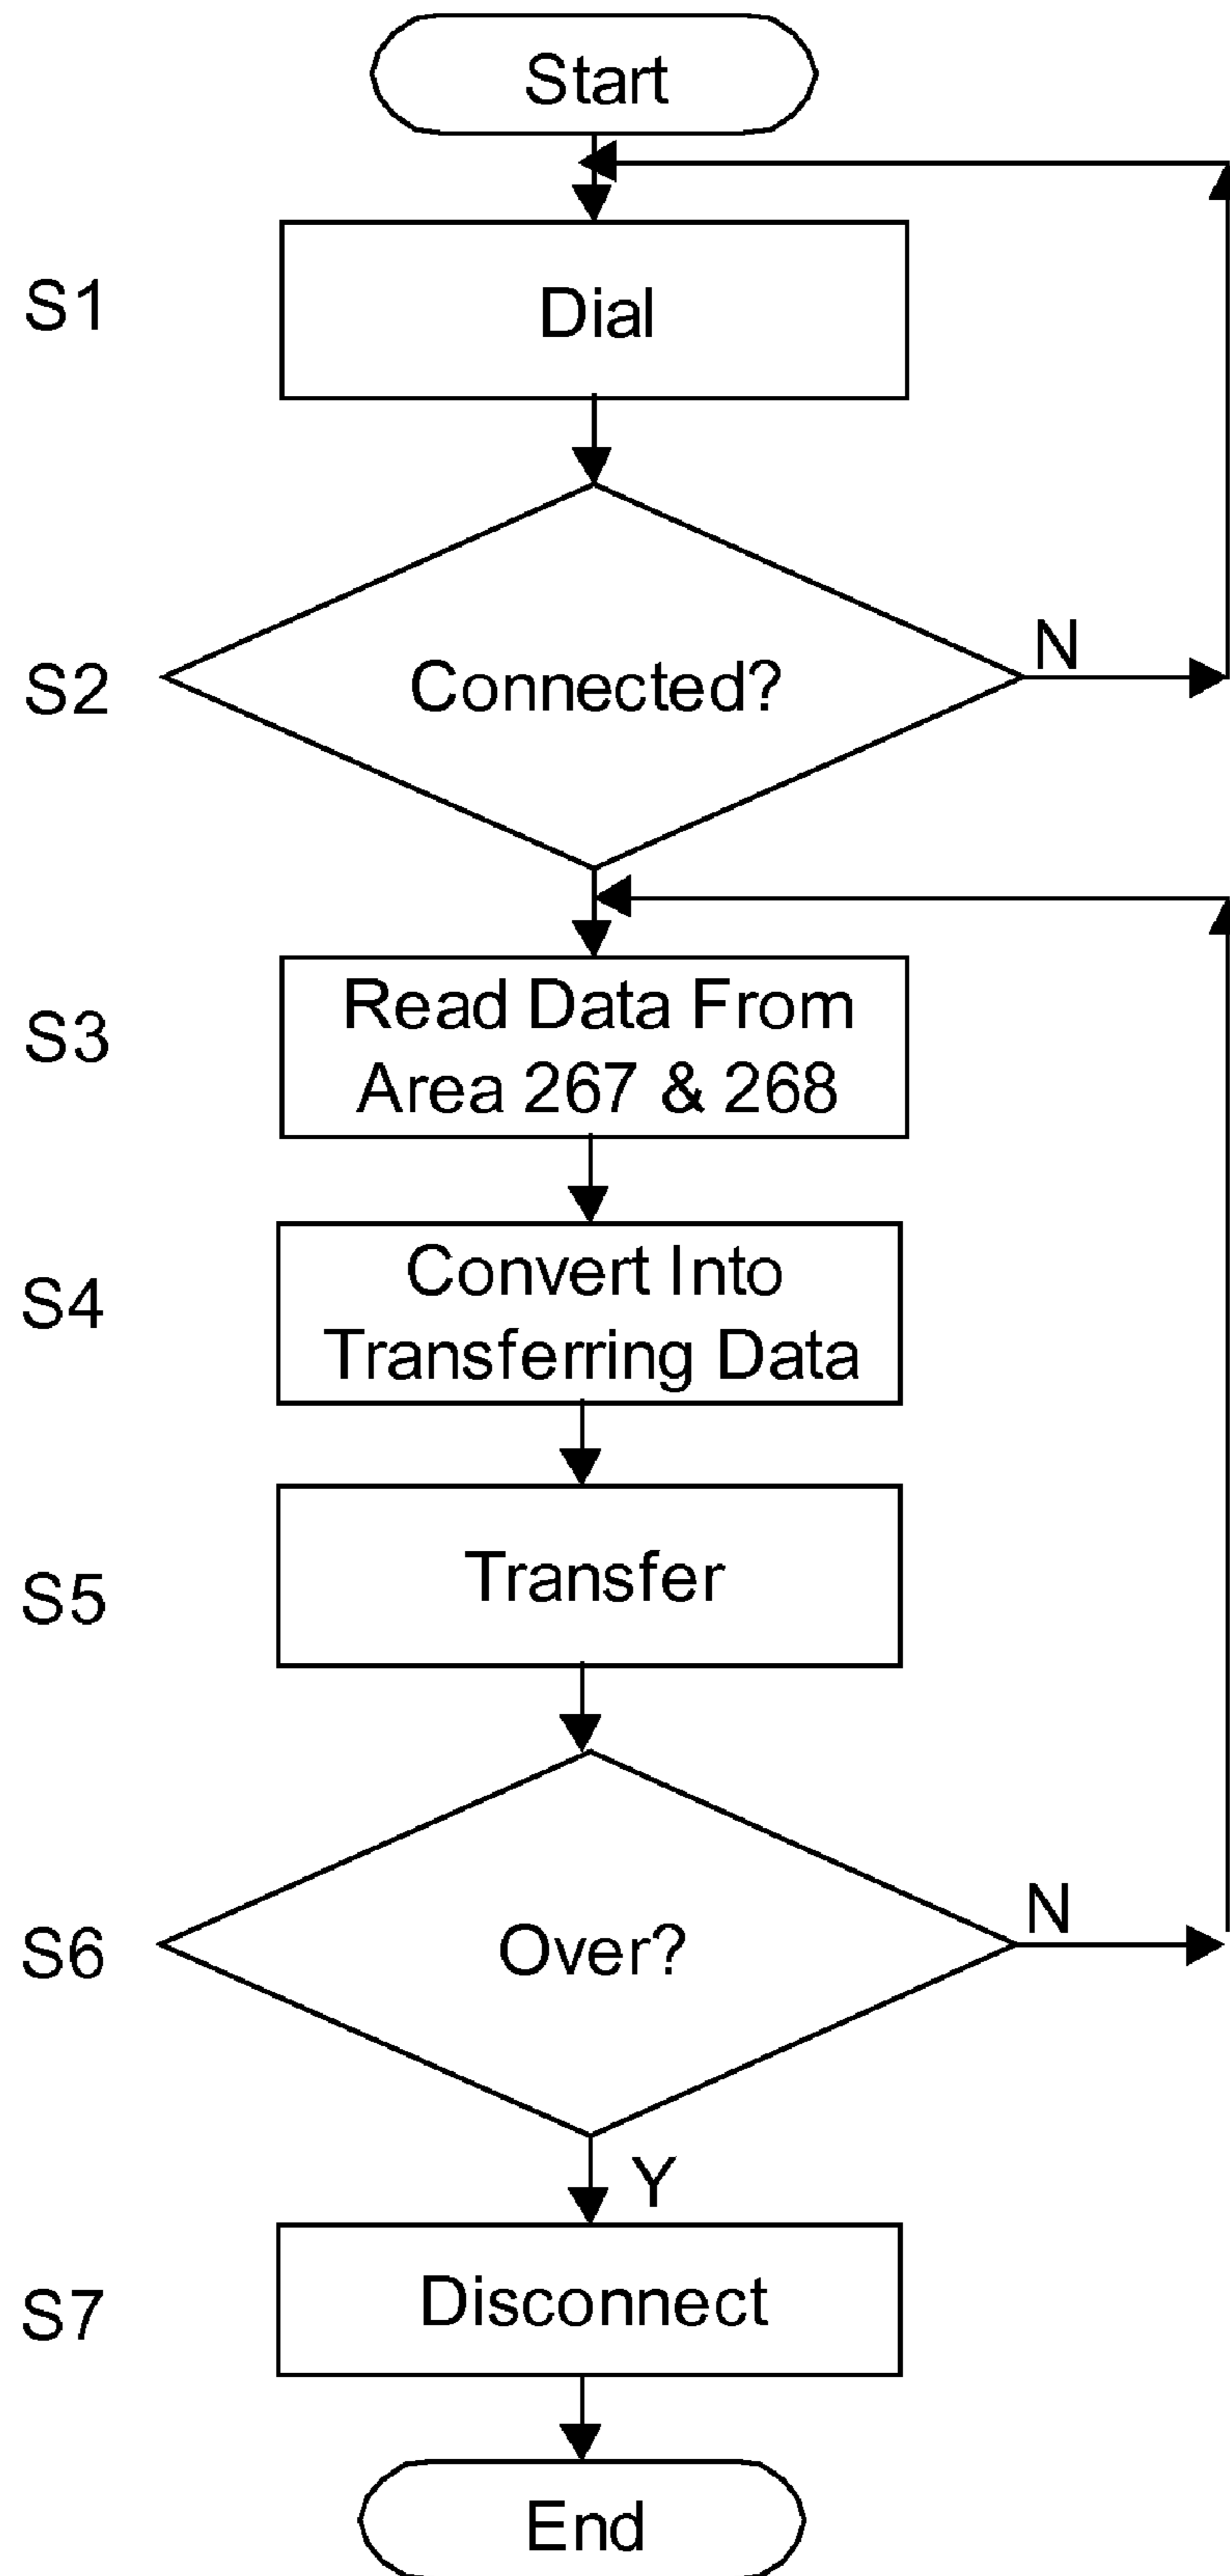 Start
S1
Dial
S2
Connected?
N
S3
Read Data From
Area 267 & 268
S4
Convert Into
Transferring Data
S5
Transfer
S6
Over?
N
Y
S7
Disconnect
End